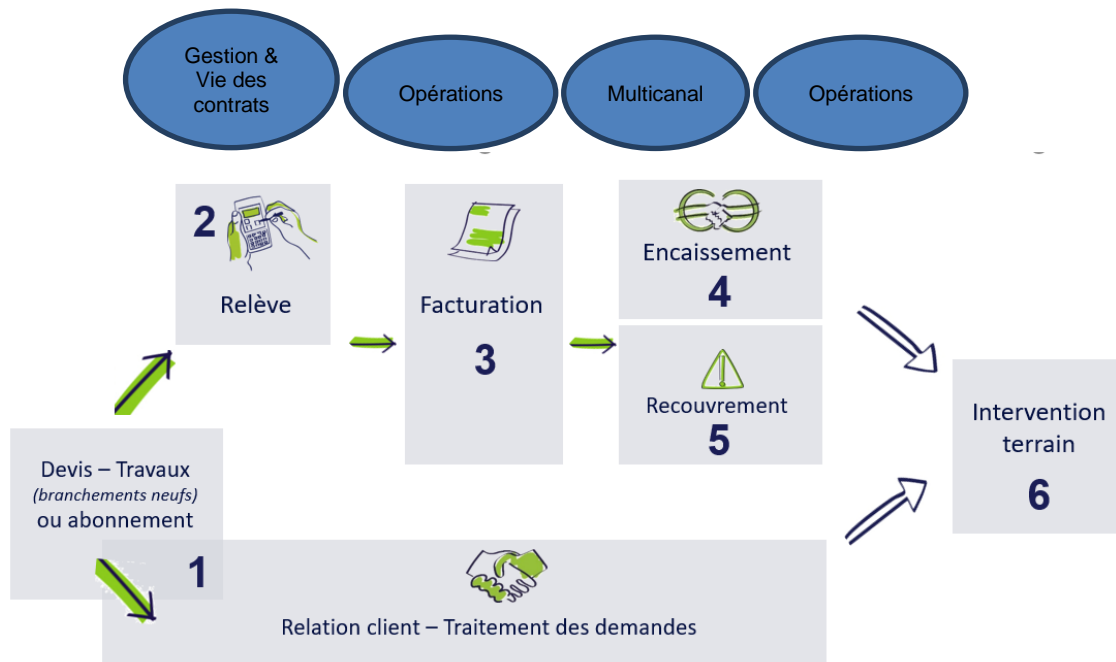 Gestion &
Vie des
contrats
Opérations
Multicanal
Opérations
2
Relève
Facturation
3
Encaissement
4
Recouvrement
5
Intervention
terrain
6
Devis – Travaux
(branchements neufs)
ou abonnement
1
Relation client – Traitement des demandes